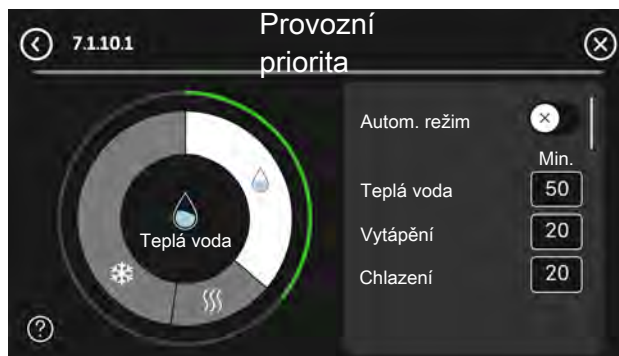 7.1.10.1
Provozní
priorita
Teplá voda
Autom. režim
Min.
Teplá voda 50
Vytápění 20
Chlazení 20
?